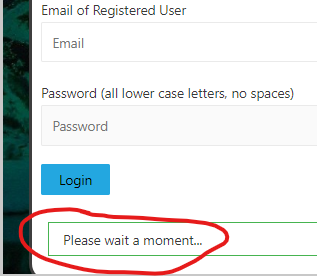 Email of Registered User
Email
Password (all lower case letters, no spaces)
Password
Login
Please wait a moment...